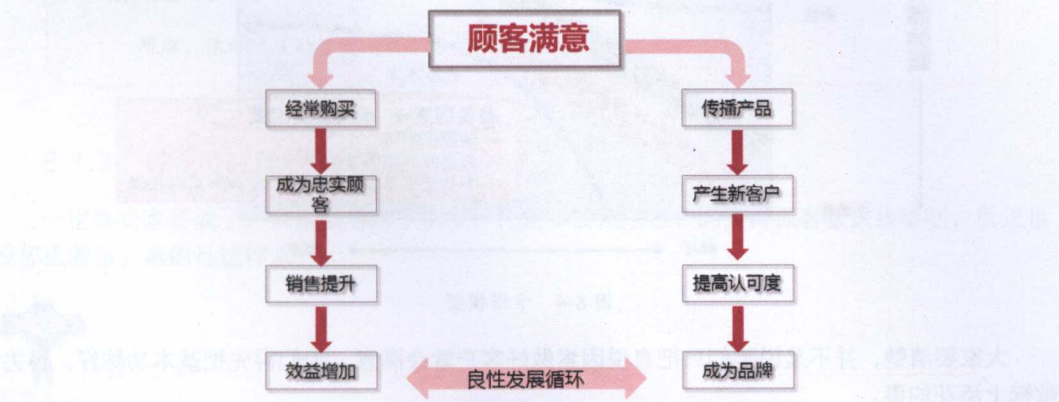 顾客满意
经常购买
成为忠实顾
客
销售提升
效益增加
传播产品
产生新客户
提高认可度
成为品牌
良性发展循环